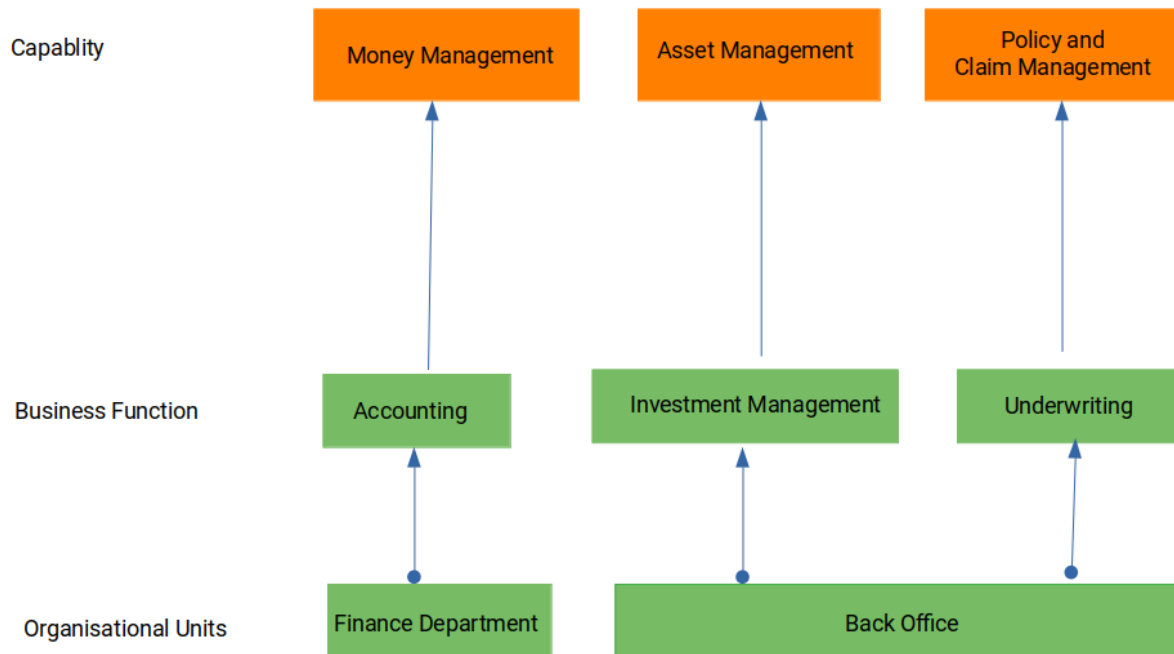 Capablity
Money Management
Asset Management
Policy and
Claim Management
Business Function
Accounting
Investment Management
Underwriting
Organisational Units
Finance Department
Back Office